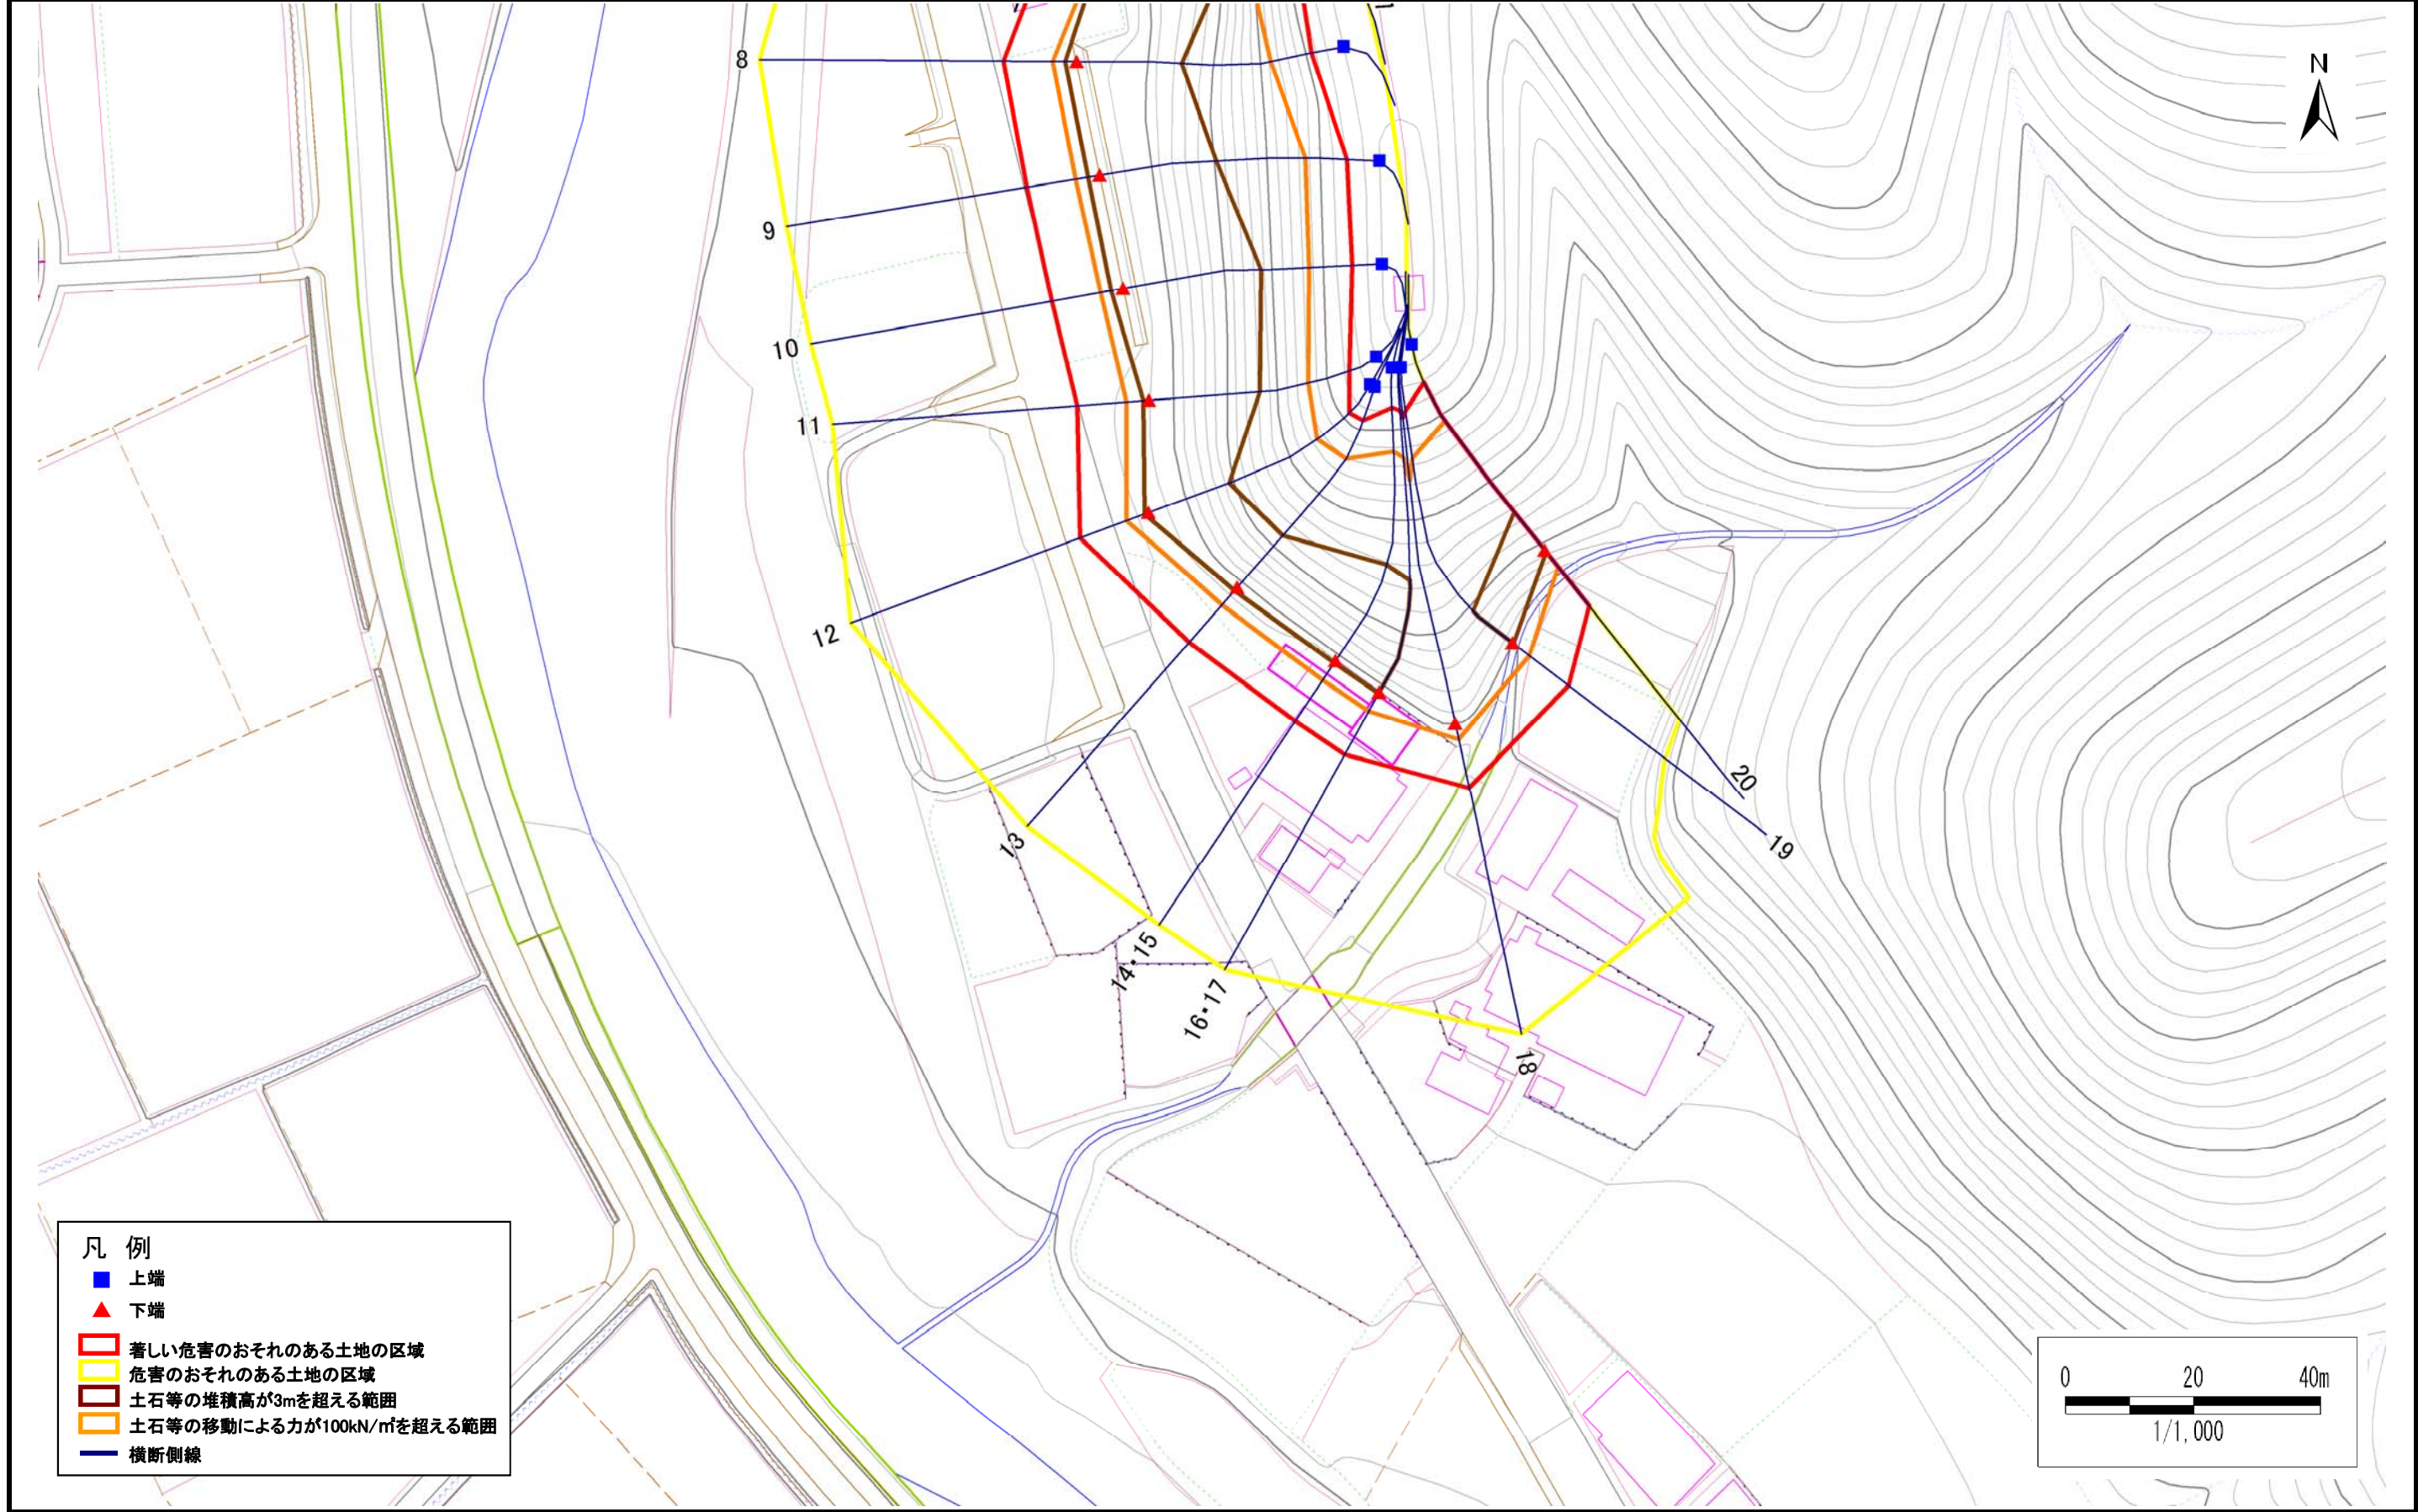 8
N
9
10
11
12
13
14・15
16・17
18
19
20
凡 例
上端
下端
著しい危害のおそれのある土地の区域
危害のおそれのある土地の区域
土石等の堆積高が3mを超える範囲
土石等の移動による力が100kN/㎡を超える範囲
横断側線
0 20 40m
1/1,000